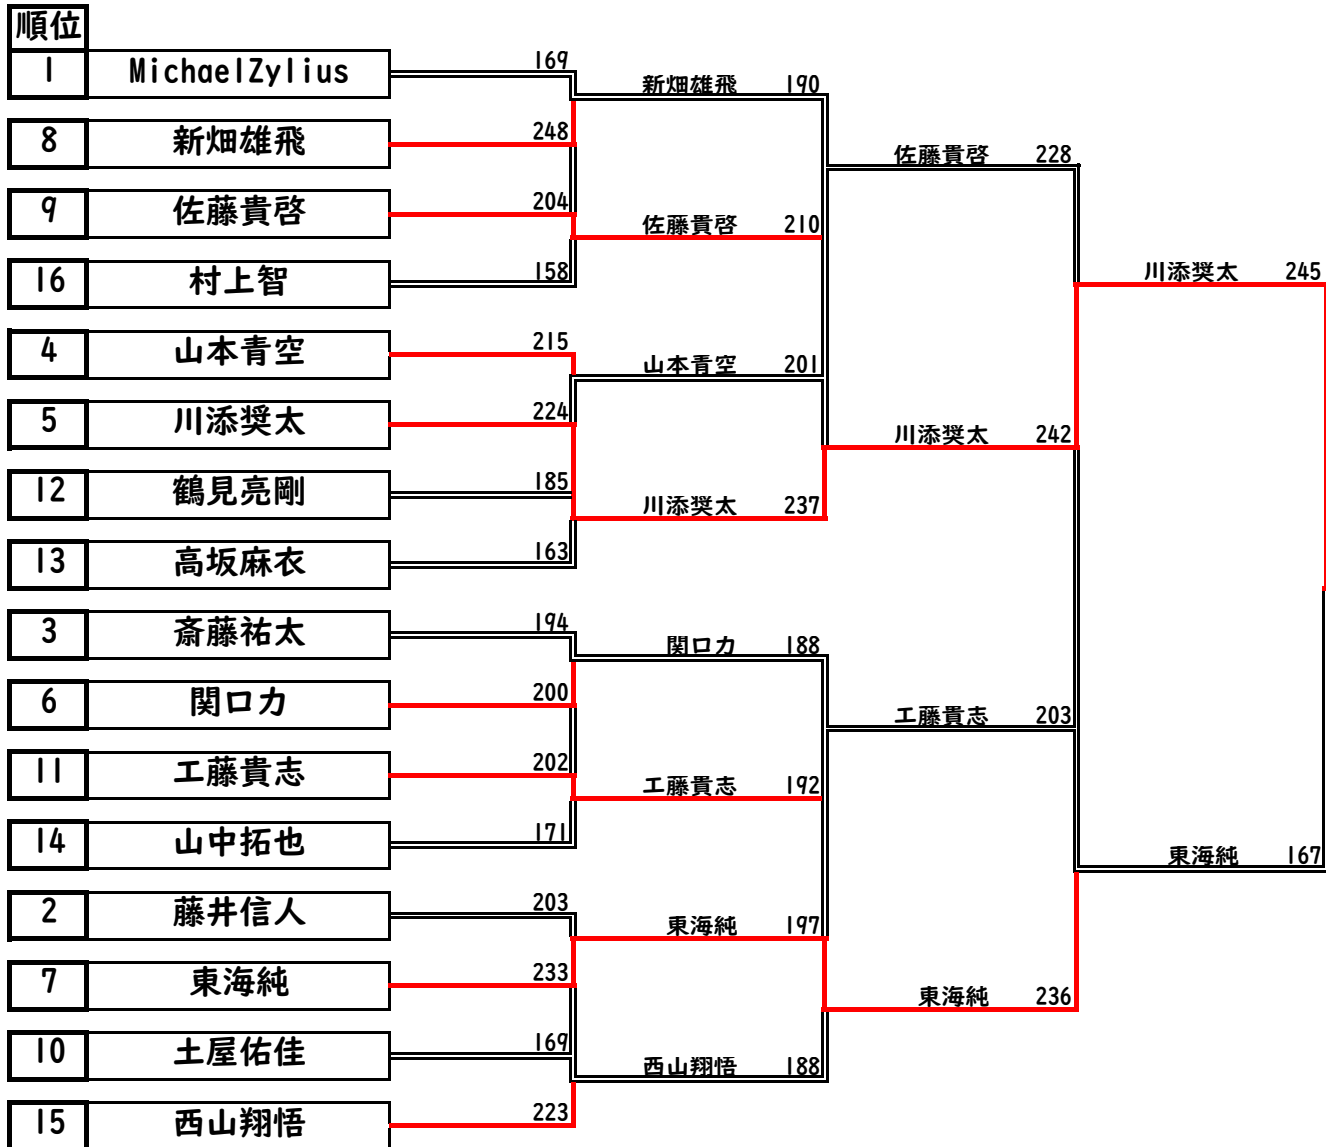 順位
1 MichaelZylius 169
新畑雄飛 190
8 新畑雄飛 248
佐藤貴啓 228
9 佐藤貴啓 204
佐藤貴啓 210
16 村上智 158
川添奨太 245
4 山本青空 215
山本青空 201
5 川添奨太 224
川添奨太 242
12 鶴見亮剛 185
川添奨太 237
13 高坂麻衣 163
3 斎藤祐太 194
関口力 188
6 関口力 200
工藤貴志 203
11 工藤貴志 202
工藤貴志 192
14 山中拓也 171
東海純 167
2 藤井信人 203
東海純 197
7 東海純 233
東海純 236
10 土屋佑佳 169
西山翔悟 188
15 西山翔悟 223